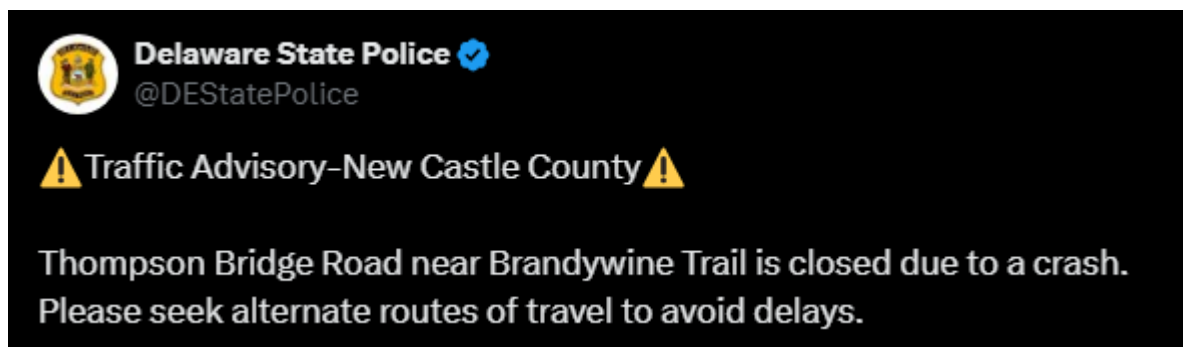 Delaware State Police
@DEStatePolice
⚠️Traffic Advisory-New Castle County⚠️
Thompson Bridge Road near Brandywine Trail is closed due to a crash.
Please seek alternate routes of travel to avoid delays.